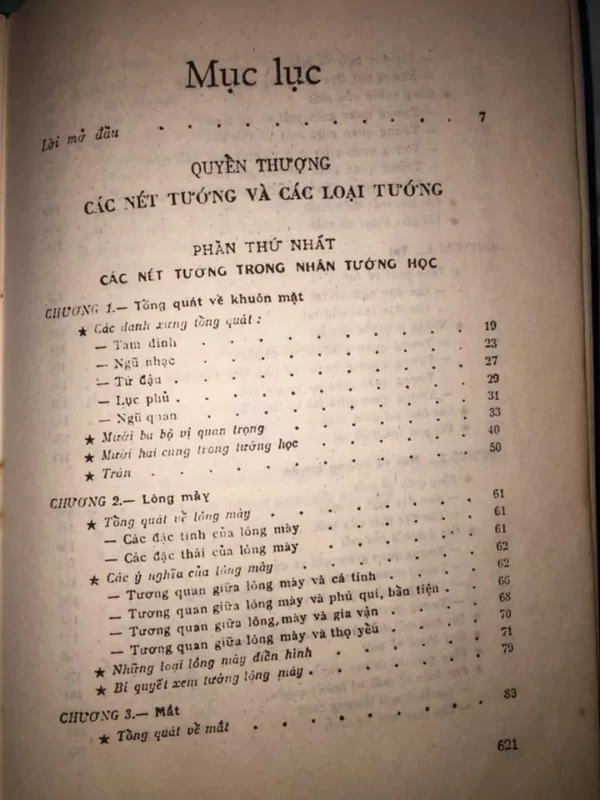 Mục lục
Lời mở đầu . . . . . . . . . . . 7
QUYỀN THƯỢNG
CÁC NÉT TƯỚNG VÀ CÁC LOẠI TƯỚNG
PHẦN THỨ NHẤT
CÁC NÉT TƯỚNG TRONG NHÂN TƯỚNG HỌC
CHƯƠNG 1.— Tổng quát về khuôn mặt
★ Các danh xưng tổng quát :
— Tam đình . . . . . . . . . 19
— Ngũ nhạc . . . . . . . . . 23
— Tứ đậu . . . . . . . . . 27
— Lục phủ . . . . . . . . . 29
— Ngũ quan . . . . . . . . . 31
★ Mười ba bộ vị quan trọng . . . . . . 33
★ Mười hai cung trong tướng học . . . . . 40
★ Trán . . . . . . . . . . 50
CHƯƠNG 2.— Lông mày
★ Tổng quát về lông mày . . . . . . . 61
— Các đặc tính của lông mày . . . . . . 61
— Các đặc thái của lông mày . . . . . . 61
★ Các ý nghĩa của lông mày . . . . . . 62
— Tương quan giữa lông mày và cá tính . . . . 62
— Tương quan giữa lông mày và phú quí, bần tiện . . 66
— Tương quan giữa lông mày và gia vận . . . . 68
— Tương quan giữa lông mày và thọ yểu . . . . 70
★ Những loại lông mày điển hình . . . . . 71
★ Bí quyết xem tướng lông mày . . . . . . 79
CHƯƠNG 3.— Mắt
★ Tổng quát về mắt . . . . . . . . 83
621